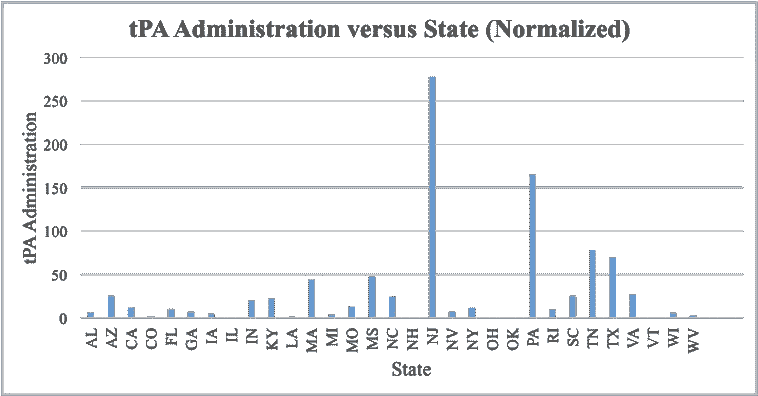 tPA Administration versus State (Normalized)
300
250
200
150
100
50
0
tPA Administration
AL AZ CA CO FL GA IA IL IN KY LA MA MI MO MS NC NH NJ NV NY OH OK PA RI SC TN TX VA VT WI WV
State